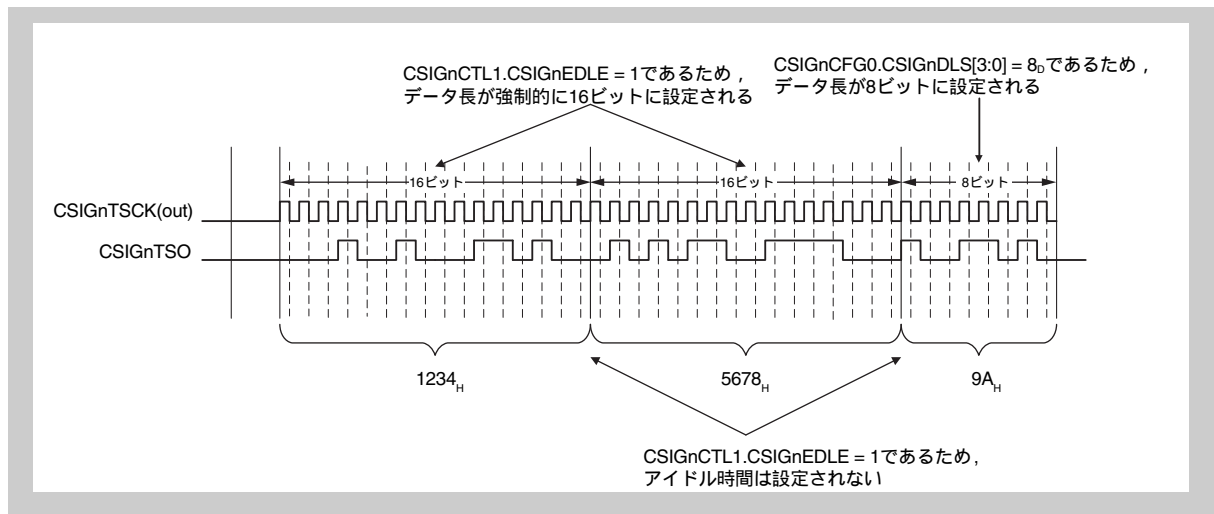 CSIGnCTL1.CSIGnEDLE = 1であるため，
データ長が強制的に16ビットに設定される
CSIGnCFG0.CSIGnDLS[3:0] = 8Dであるため，
データ長が8ビットに設定される
16ビット
16ビット
8ビット
CSIGnTSCK(out)
CSIGnTSO
1234H
5678H
9AH
CSIGnCTL1.CSIGnEDLE = 1であるため，
アイドル時間は設定されない